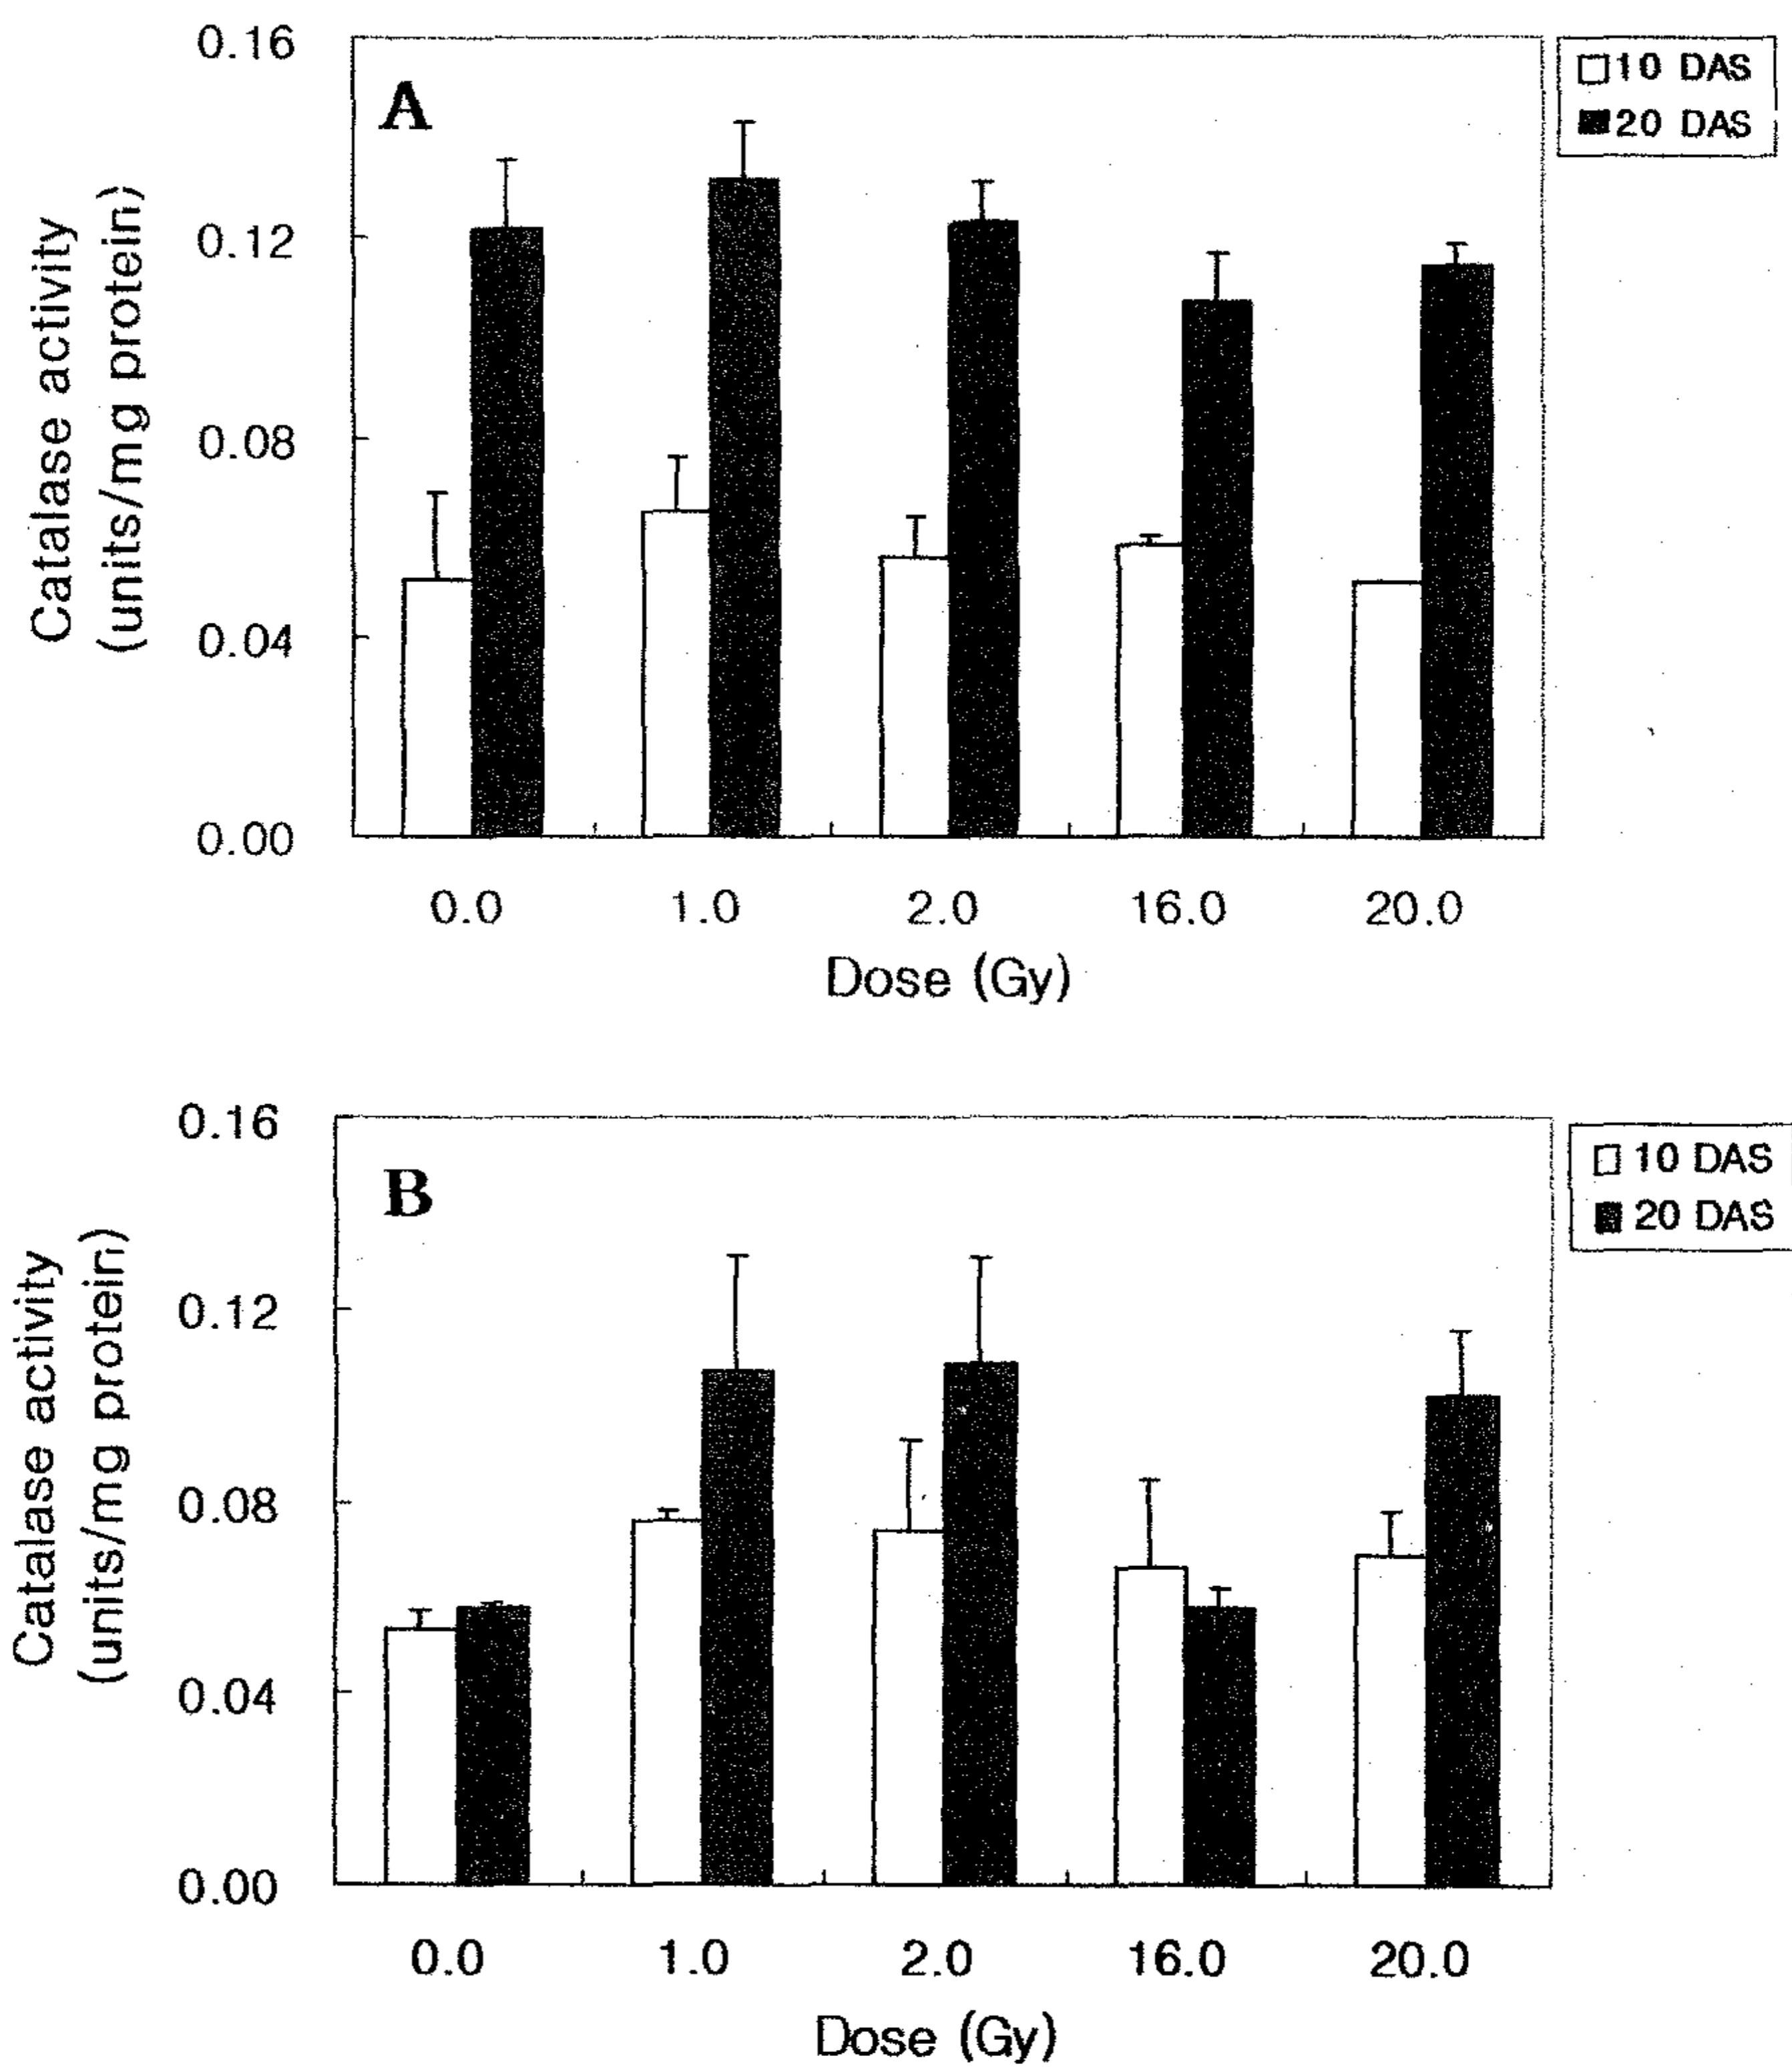 0.16
A
10 DAS
20 DAS
0.12
0.08
0.04
0.00
Catalase activity
(units/mg protein)
0.0 1.0 2.0 16.0 20.0
Dose (Gy)
0.16
B
10 DAS
20 DAS
0.12
0.08
0.04
0.00
Catalase activity
(units/mg protein)
0.0 1.0 2.0 16.0 20.0
Dose (Gy)